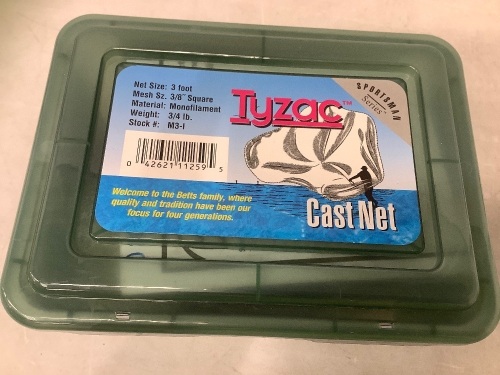 Net Size: 3 foot
Mesh Sz. 3/8" Square
Material: Monofilament
Weight: 3/4 lb.
Stock #: M3-I
Tyzac™
SPORTSMAN
Series™
0 42621 11259 5
Welcome to the Betts family, where
quality and tradition have been our
focus for four generations.
Cast Net